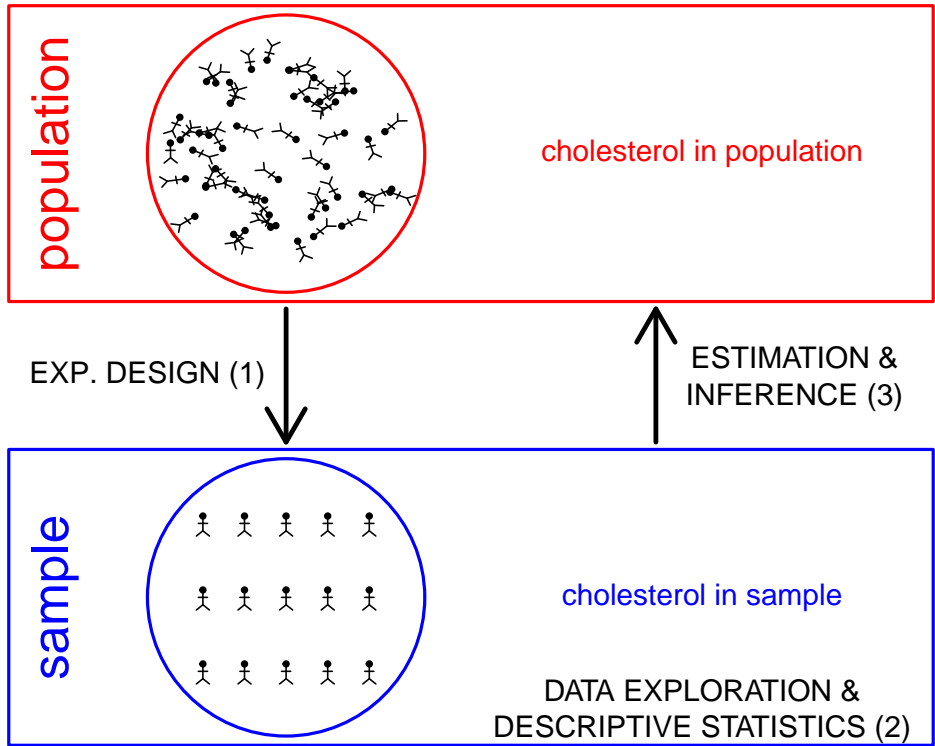 population
cholesterol in population
EXP. DESIGN (1)
ESTIMATION &
INFERENCE (3)
sample
cholesterol in sample
DATA EXPLORATION &
DESCRIPTIVE STATISTICS (2)